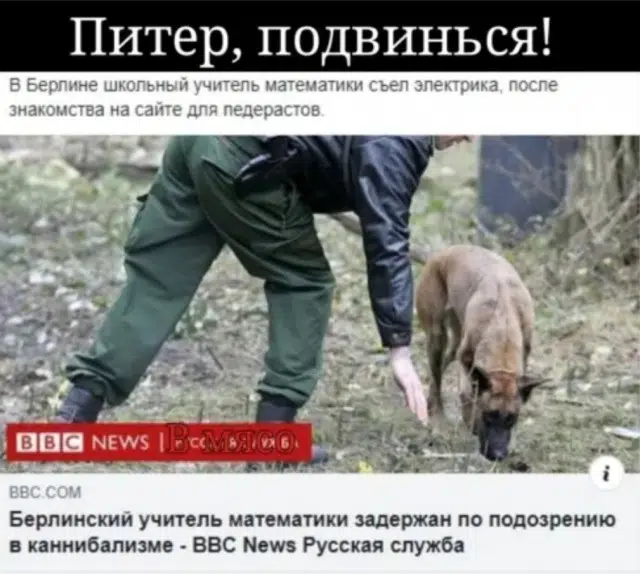 Питер, подвинься!
В Берлине школьный учитель математики съел электрика, после
знакомства на сайте для педерастов.
BBC NEWS |
В мясо
BBC.COM
Берлинский учитель математики задержан по подозрению
в каннибализме - BBC News Русская служба